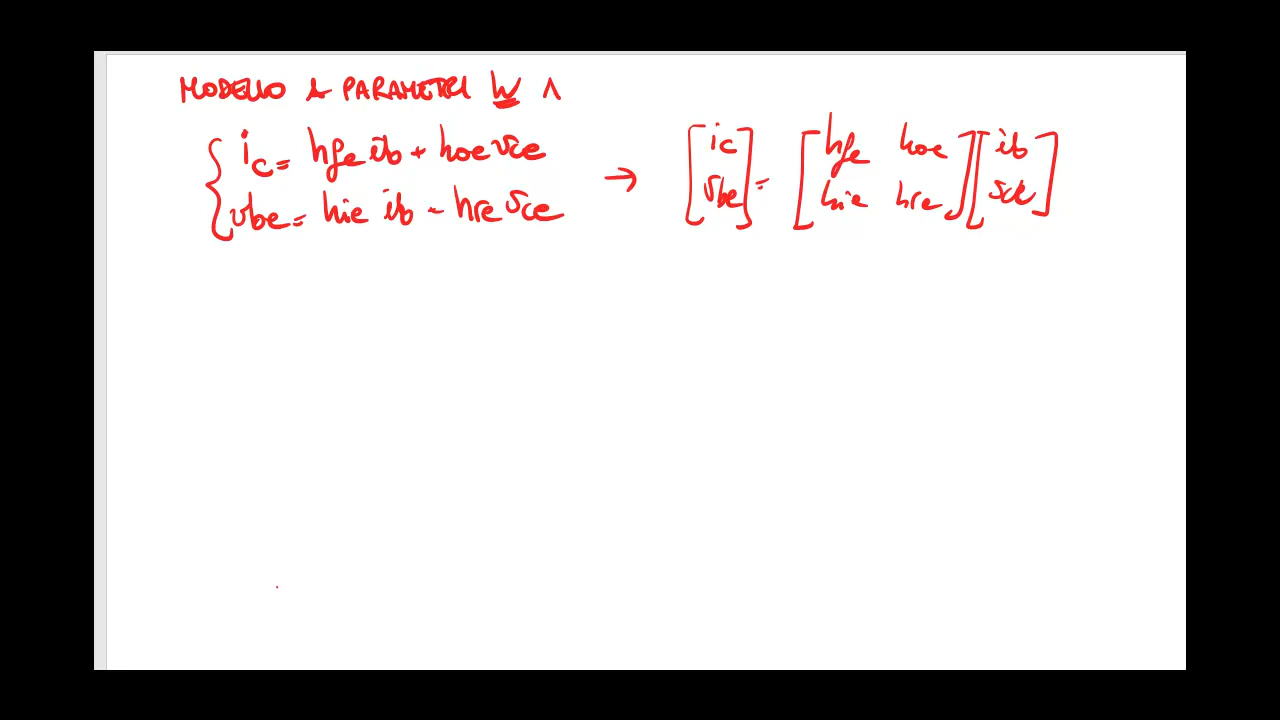 MODELLO A PARAMETRI h
ic = hfe ib + hoe vce → [ic vbe] = [hfe hoe hie hre] [ib vce]
vbe = hie ib - hre vce